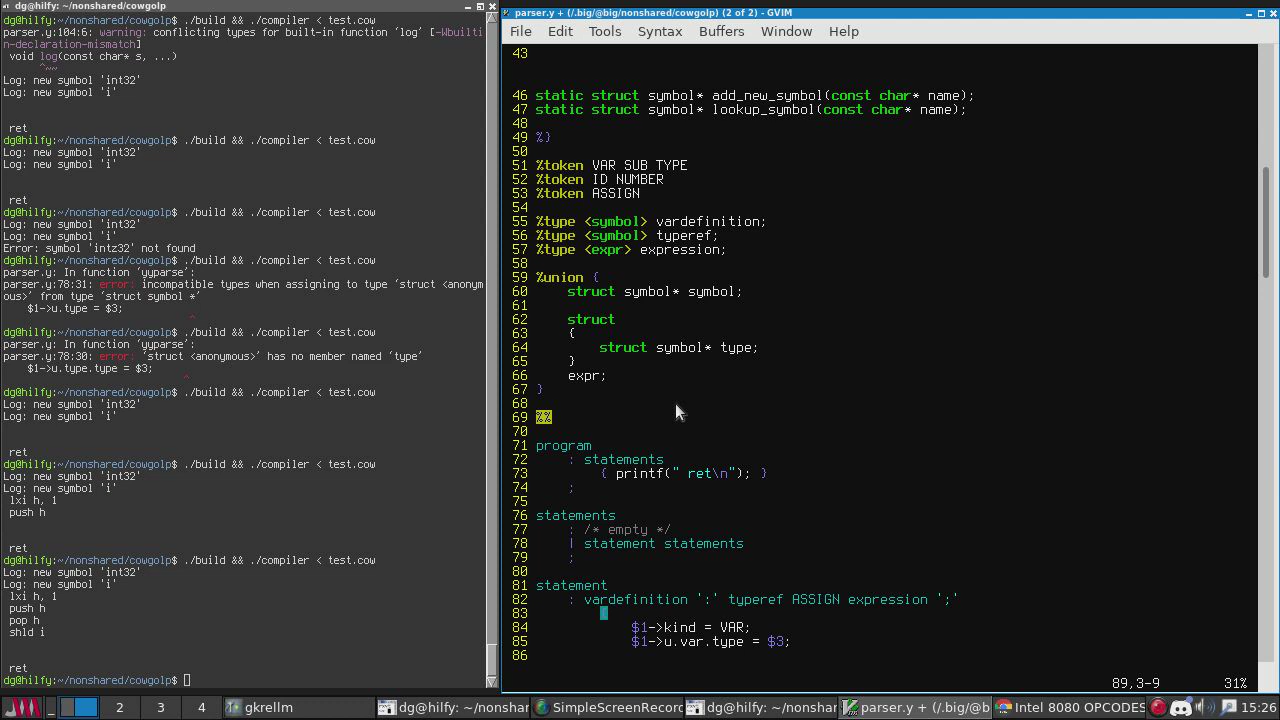 dg@hilfy: ~/nonshared/cowgolp
dg@hilfy:~/nonshared/cowgolp$ ./build && ./compiler < test.cow
parser.y:24:6: warning: conflicting types for built-in function ‘log’ [-Wbuilti
n-declaration-mismatch]
void log(const char* s, ...)
^~~
Log: new symbol 'int32'
Log: new symbol 'i'
ret
dg@hilfy:~/nonshared/cowgolp$ ./build && ./compiler < test.cow
Log: new symbol 'int32'
Log: new symbol 'i'
ret
dg@hilfy:~/nonshared/cowgolp$ ./build && ./compiler < test.cow
Log: new symbol 'int32'
Log: new symbol 'i'
Error: symbol 'intz32' not found
dg@hilfy:~/nonshared/cowgolp$ ./build && ./compiler < test.cow
parser.y: In function ‘yyparse’:
parser.y:78:31: error: incompatible types when assigning to type ‘struct <anonym
ous>’ from type ‘struct symbol *’
$1->u.type = $3;
^
dg@hilfy:~/nonshared/cowgolp$ ./build && ./compiler < test.cow
parser.y: In function ‘yyparse’:
parser.y:78:30: error: ‘struct <anonymous>’ has no member named ‘type’
$1->u.type.type = $3;
^
dg@hilfy:~/nonshared/cowgolp$ ./build && ./compiler < test.cow
Log: new symbol 'int32'
Log: new symbol 'i'
ret
dg@hilfy:~/nonshared/cowgolp$ ./build && ./compiler < test.cow
Log: new symbol 'int32'
Log: new symbol 'i'
lxi h, 1
push h
ret
dg@hilfy:~/nonshared/cowgolp$ ./build && ./compiler < test.cow
Log: new symbol 'int32'
Log: new symbol 'i'
lxi h, 1
push h
pop h
shld i
ret
dg@hilfy:~/nonshared/cowgolp$
parser.y + (/.big/@big/nonshared/cowgolp) (2 of 2) - GVIM
File Edit Tools Syntax Buffers Window Help
43
46 static struct symbol* add_new_symbol(const char* name);
47 static struct symbol* lookup_symbol(const char* name);
48
49 %}
50
51 %token VAR SUB TYPE
52 %token ID NUMBER
53 %token ASSIGN
54
55 %type <symbol> vardefinition;
56 %type <symbol> typeref;
57 %type <expr> expression;
58
59 %union {
60 struct symbol* symbol;
61
62 struct
63 {
64 struct symbol* type;
65 }
66 expr;
67 }
68
69 %%
70
71 program
72 : statements
73 { printf(" ret\n"); }
74 ;
75
76 statements
77 : /* empty */
78 | statement statements
79 ;
80
81 statement
82 : vardefinition ':' typeref ASSIGN expression ';'
83 {
84 $1->kind = VAR;
85 $1->u.var.type = $3;
86
89,3-9 31%
2 3 4 gkrellm dg@hilfy: ~/nonshar SimpleScreenRecor dg@hilfy: ~/nonshar parser.y + (/.big/@b Intel 8080 OPCODES 15:26